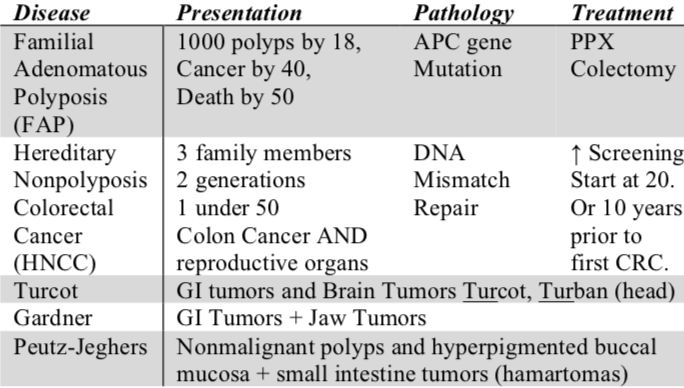 Disease Presentation Pathology Treatment
Familial 1000 polyps by 18, APC gene PPX
Adenomatous Cancer by 40, Mutation Colectomy
Polyposis Death by 50
(FAP)
Hereditary 3 family members DNA ↑ Screening
Nonpolyposis 2 generations Mismatch Start at 20.
Colorectal 1 under 50 Repair Or 10 years
Cancer Colon Cancer AND prior to
(HNCC) reproductive organs first CRC.
Turcot GI tumors and Brain Tumors Turcot, Turban (head)
Gardner GI Tumors + Jaw Tumors
Peutz-Jeghers Nonmalignant polyps and hyperpigmented buccal
mucosa + small intestine tumors (hamartomas)